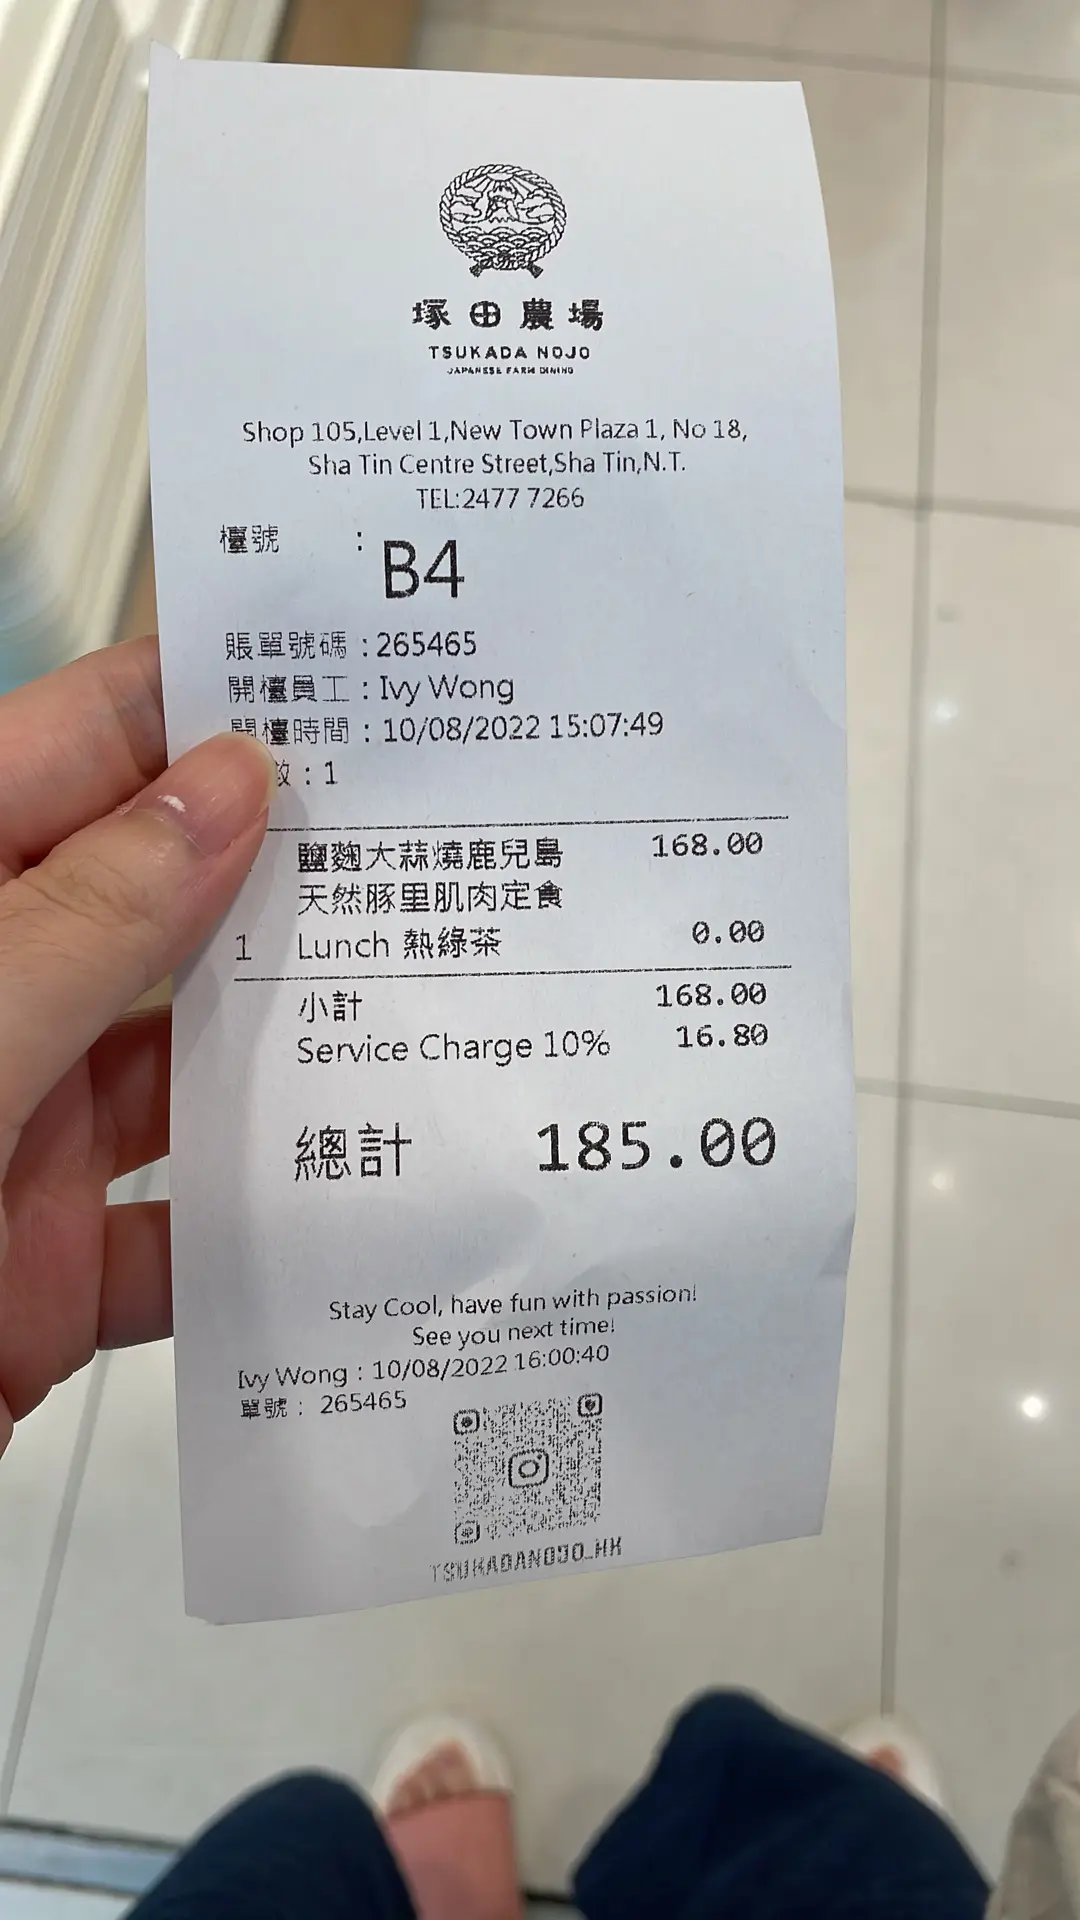 塚田農場
TSUKADA NOJO
JAPANESE FARM DINING
Shop 105,Level 1,New Town Plaza 1, No 18,
Sha Tin Centre Street,Sha Tin,N.T.
TEL:2477 7266
檯號 : B4
賬單號碼 : 265465
開檯員工 : Ivy Wong
開檯時間 : 10/08/2022 15:07:49
數 : 1
鹽麴大蒜燒鹿兒島 168.00
天然豚里肌肉定食
1 Lunch 熱綠茶 0.00
小計 168.00
Service Charge 10% 16.80
總計 185.00
Stay Cool, have fun with passion!
See you next time!
Ivy Wong : 10/08/2022 16:00:40
單號 : 265465
TSUKADANOJO_HK